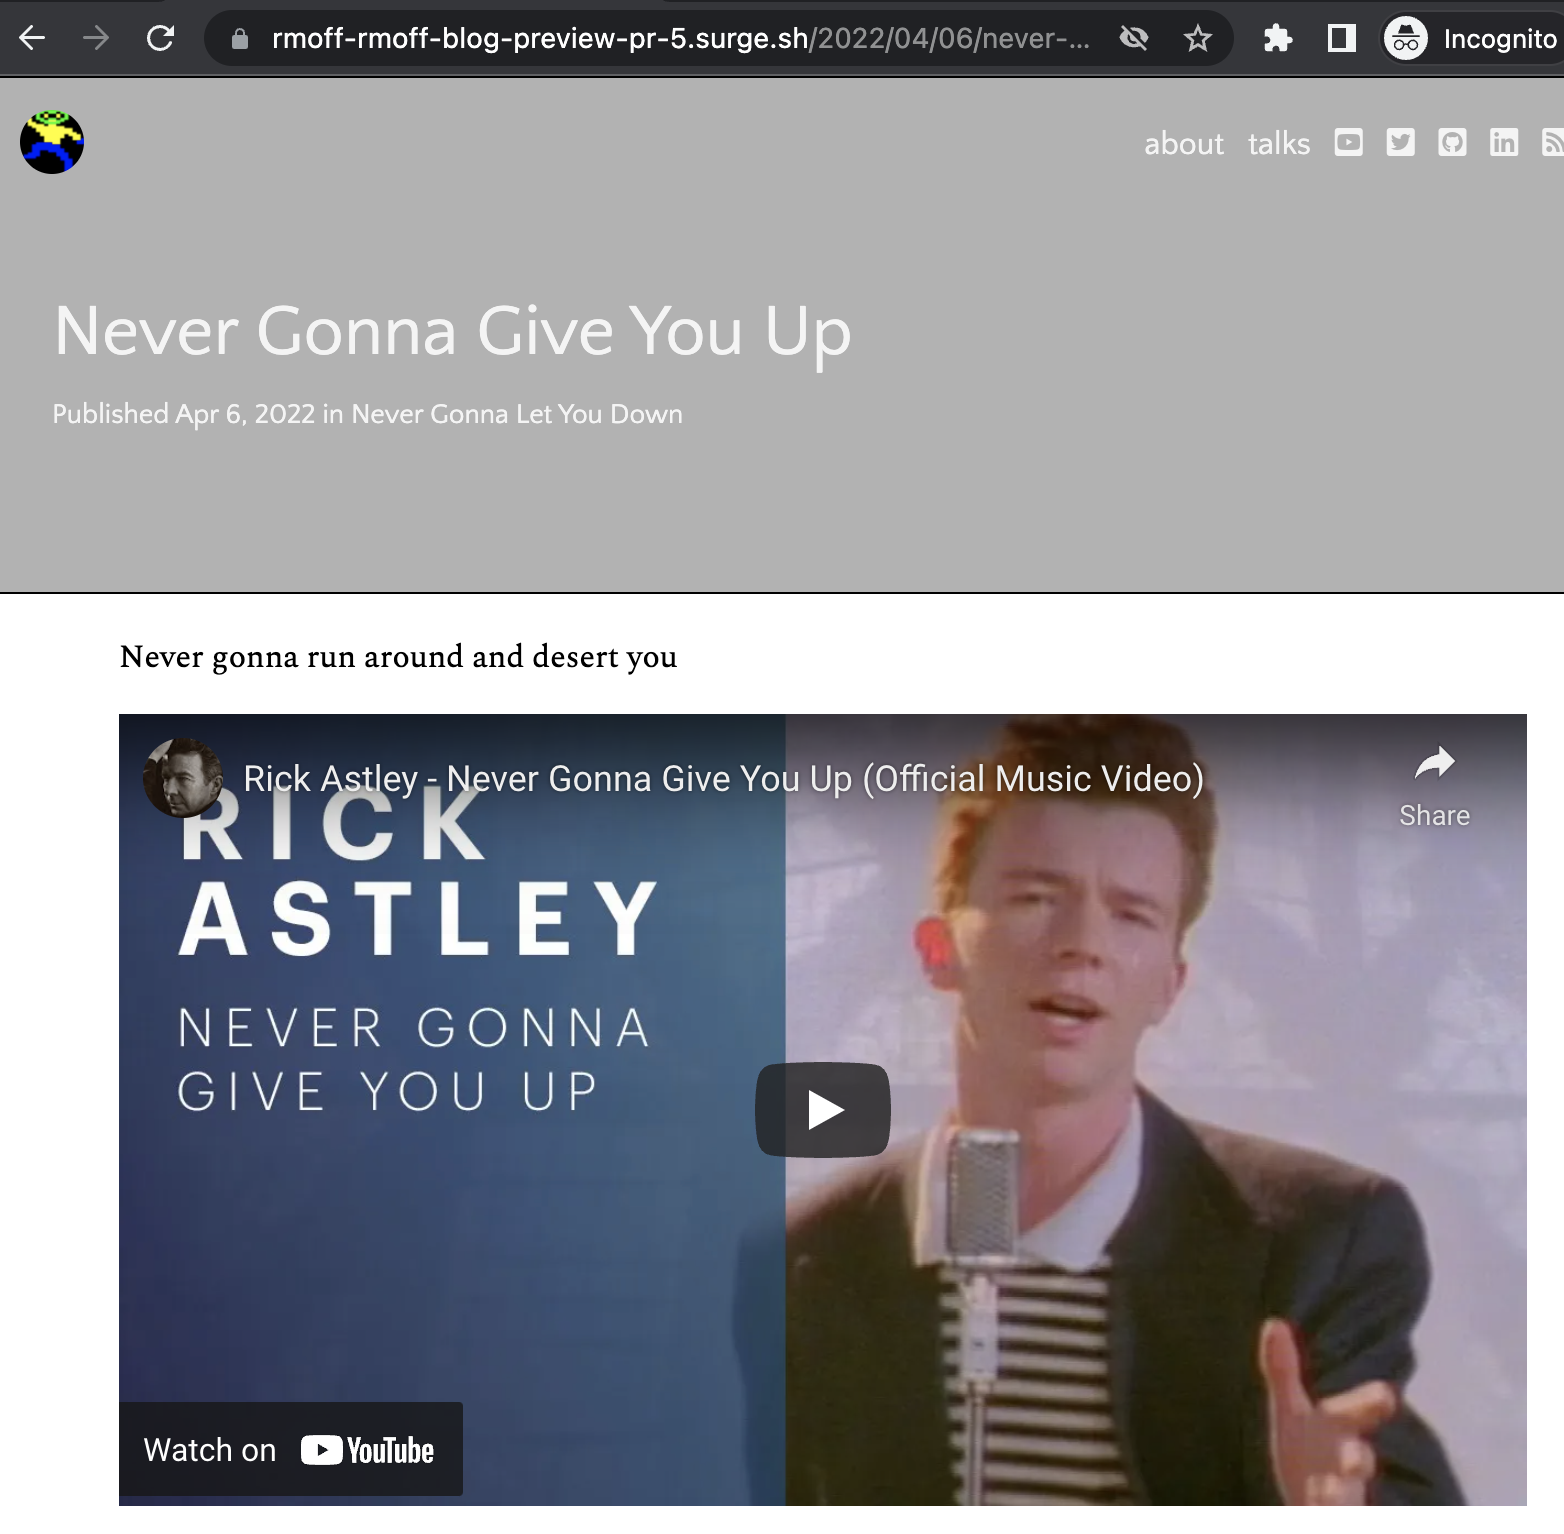 rmoff-rmoff-blog-preview-pr-5.surge.sh/2022/04/06/never-...
Incognito
about talks
in
Never Gonna Give You Up
Published Apr 6, 2022 in Never Gonna Let You Down
Never gonna run around and desert you
Rick Astley - Never Gonna Give You Up (Official Music Video)
Share
RICK
ASTLEY
NEVER GONNA
GIVE YOU UP
Watch on YouTube